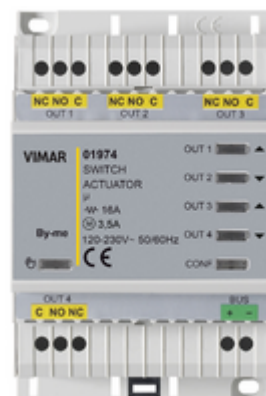 NC NO C NC NO C NC NO C
OUT 1 OUT 2 OUT 3
VIMAR
01974
SWITCH
ACTUATOR
µ
16A
M 3,5A
120-230V~ 50/60Hz
By-me
CE
OUT 1
OUT 2
OUT 3
OUT 4
CONF
OUT 4
C NO NC
BUS
+ -